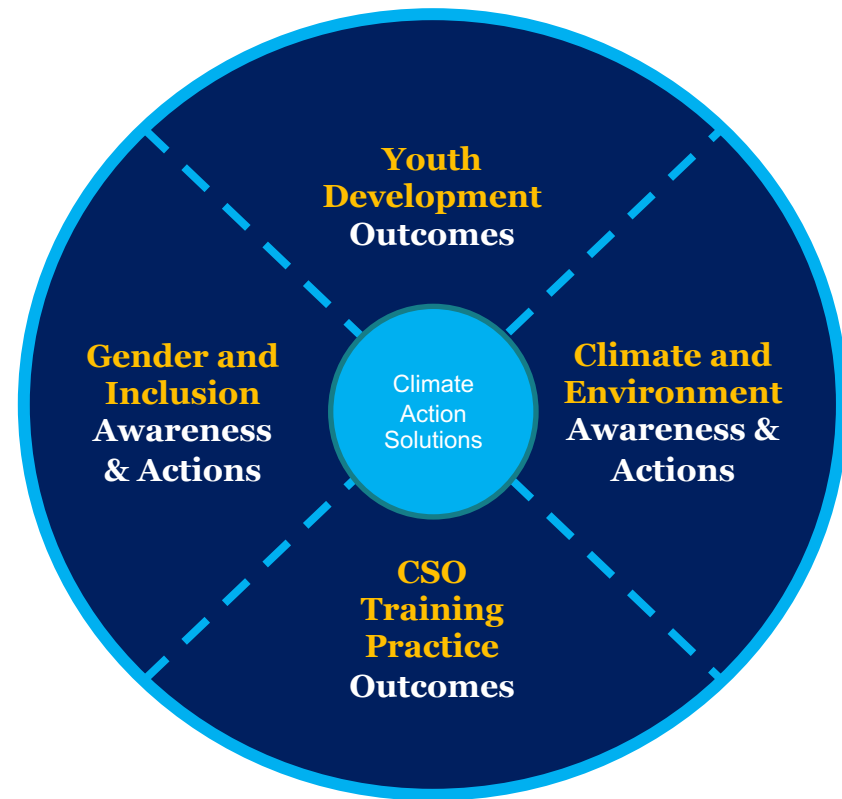 Youth
Development
Outcomes
Gender and
Inclusion
Awareness
& Actions
Climate
Action
Solutions
Climate and
Environment
Awareness &
Actions
CSO
Training
Practice
Outcomes